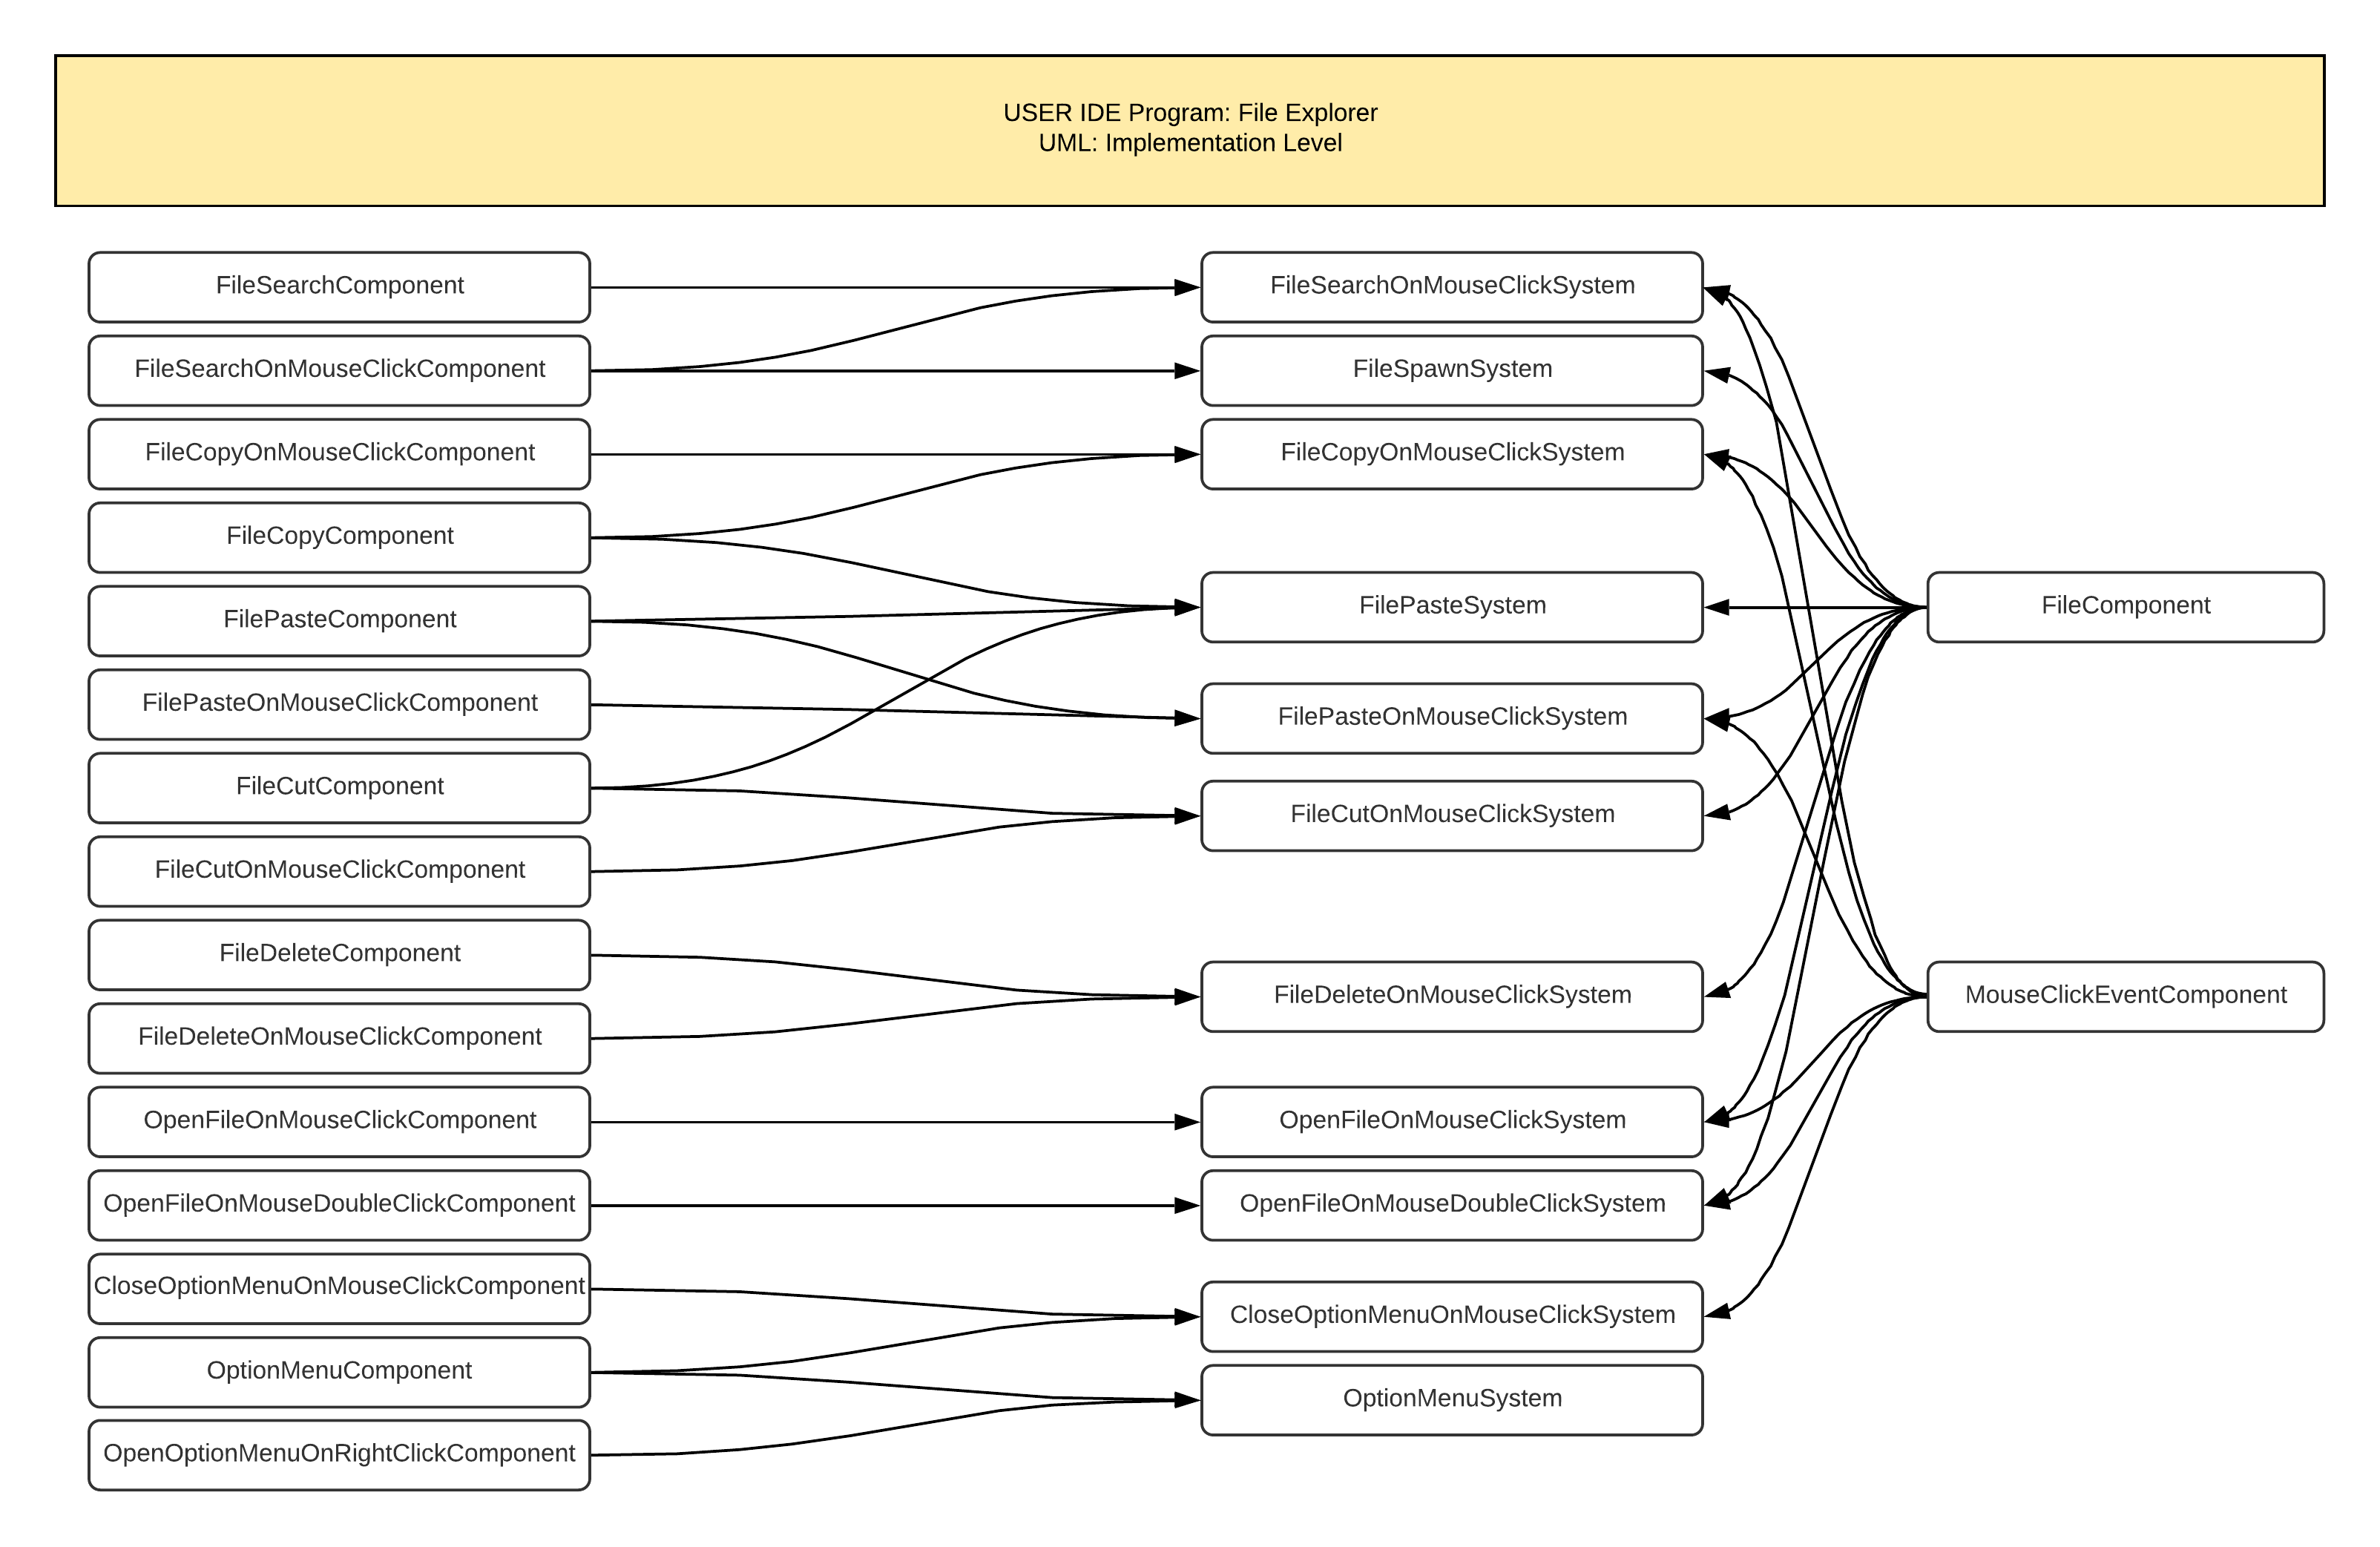 USER IDE Program: File Explorer
UML: Implementation Level
FileSearchComponent
FileSearchOnMouseClickComponent
FileCopyOnMouseClickComponent
FileCopyComponent
FilePasteComponent
FilePasteOnMouseClickComponent
FileCutComponent
FileCutOnMouseClickComponent
FileDeleteComponent
FileDeleteOnMouseClickComponent
OpenFileOnMouseClickComponent
OpenFileOnMouseDoubleClickComponent
CloseOptionMenuOnMouseClickComponent
OptionMenuComponent
OpenOptionMenuOnRightClickComponent
FileSearchOnMouseClickSystem
FileSpawnSystem
FileCopyOnMouseClickSystem
FilePasteSystem
FilePasteOnMouseClickSystem
FileCutOnMouseClickSystem
FileDeleteOnMouseClickSystem
OpenFileOnMouseClickSystem
OpenFileOnMouseDoubleClickSystem
CloseOptionMenuOnMouseClickSystem
OptionMenuSystem
FileComponent
MouseClickEventComponent